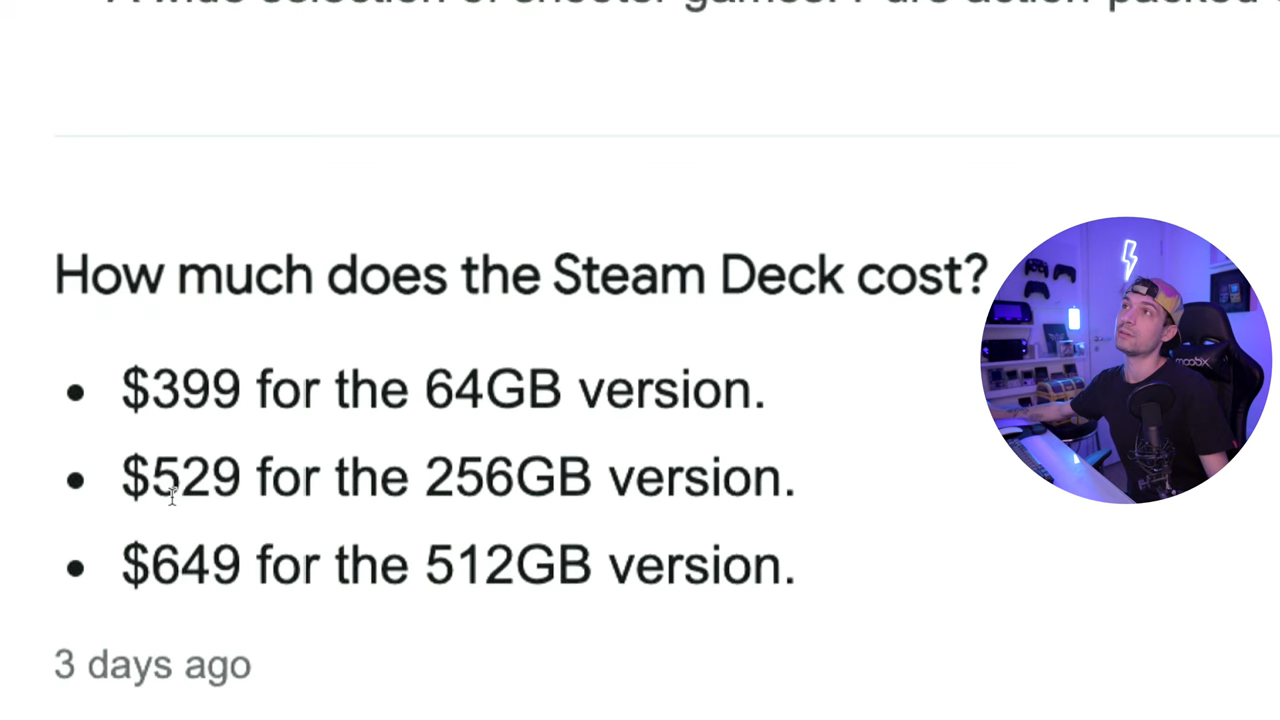 How much does the Steam Deck cost?
• $399 for the 64GB version.
• $529 for the 256GB version.
• $649 for the 512GB version.
3 days ago
moobx